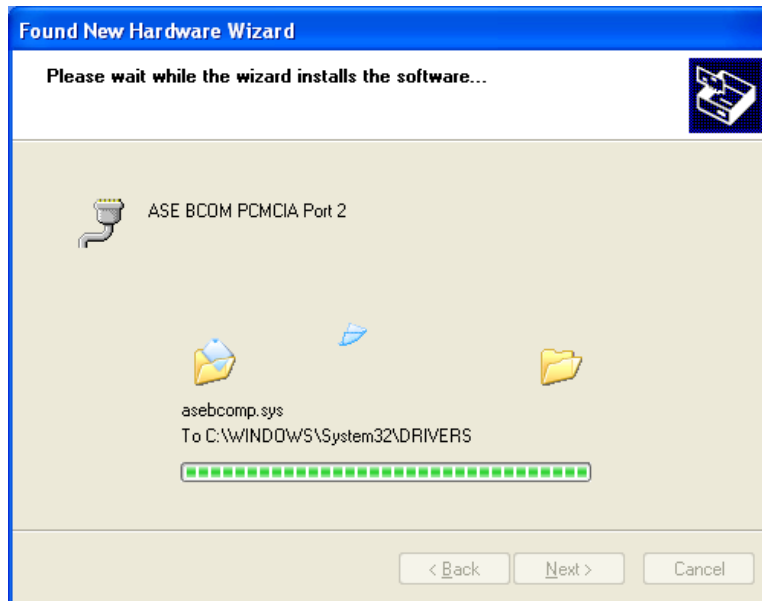 Found New Hardware Wizard
Please wait while the wizard installs the software...
ASE BCOM PCMCIA Port 2
asebcomp.sys
To C:\WINDOWS\System32\DRIVERS
< Back Next > Cancel